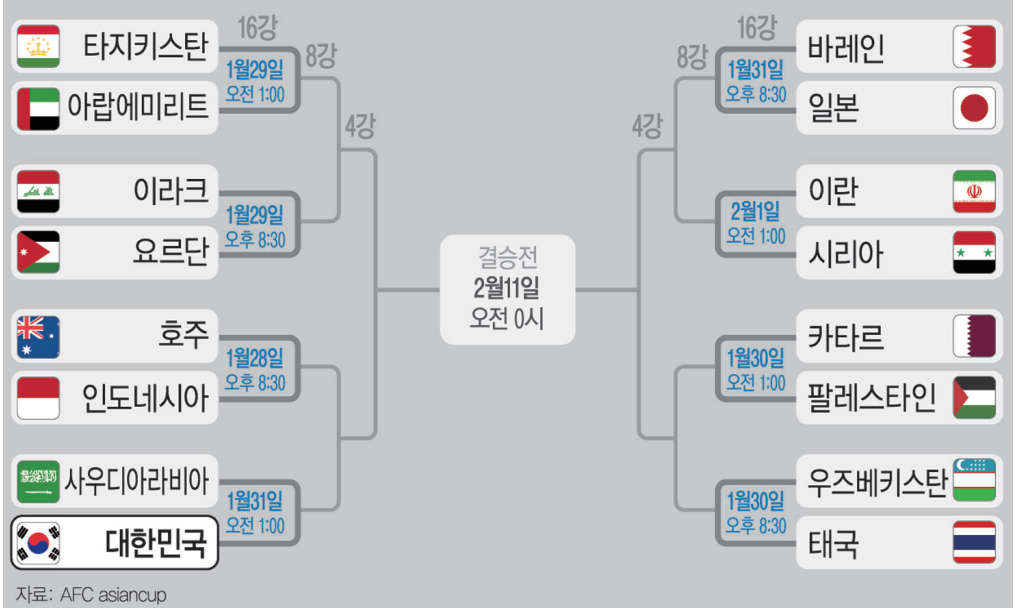 16강
8강
4강
타지키스탄
1월29일
오전 1:00
아랍에미리트
이라크
1월29일
오후 8:30
요르단
호주
1월28일
오후 8:30
인도네시아
사우디아라비아
1월31일
오전 1:00
대한민국
결승전
2월11일
오전 0시
16강
8강
4강
바레인
1월31일
오후 8:30
일본
이란
2월1일
오전 1:00
시리아
카타르
1월30일
오전 1:00
팔레스타인
우즈베키스탄
1월30일
오후 8:30
태국
자료: AFC asiancup